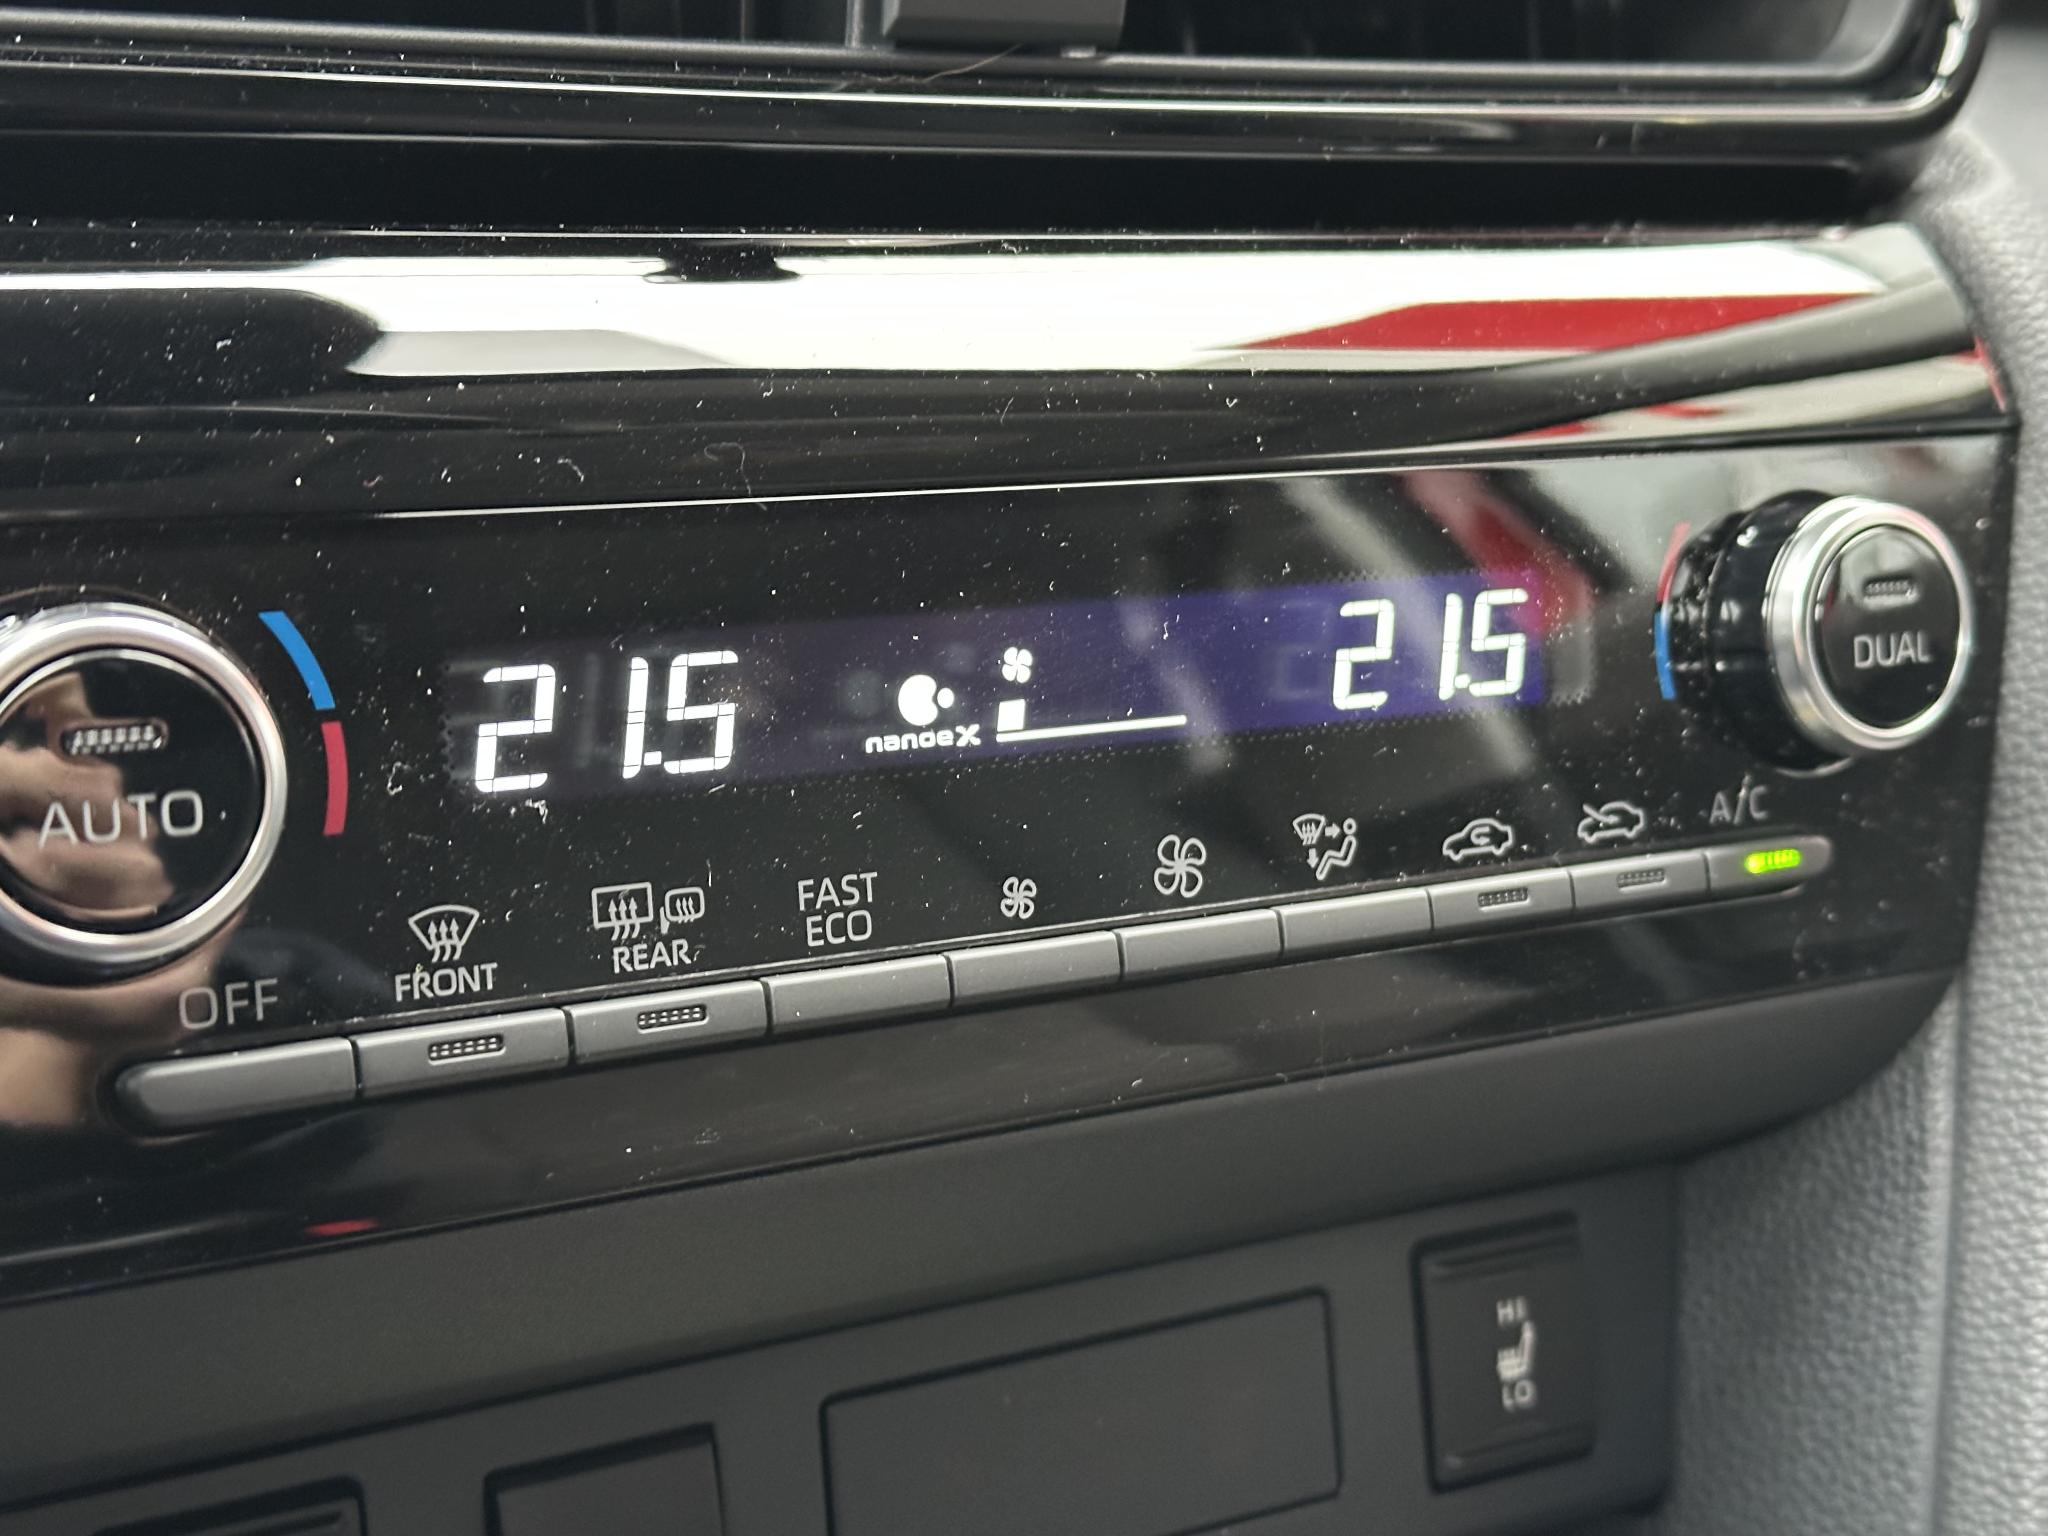 21.5
nanoeX
21.5
DUAL
AUTO
OFF
FRONT
REAR
FAST
ECO
A/C
HI
LO